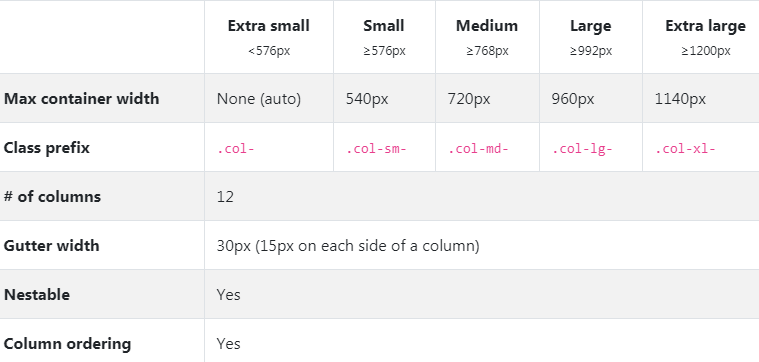 Extra small Small Medium Large Extra large
<576px ≥576px ≥768px ≥992px ≥1200px
Max container width None (auto) 540px 720px 960px 1140px
Class prefix .col- .col-sm- .col-md- .col-lg- .col-xl-
# of columns 12
Gutter width 30px (15px on each side of a column)
Nestable Yes
Column ordering Yes